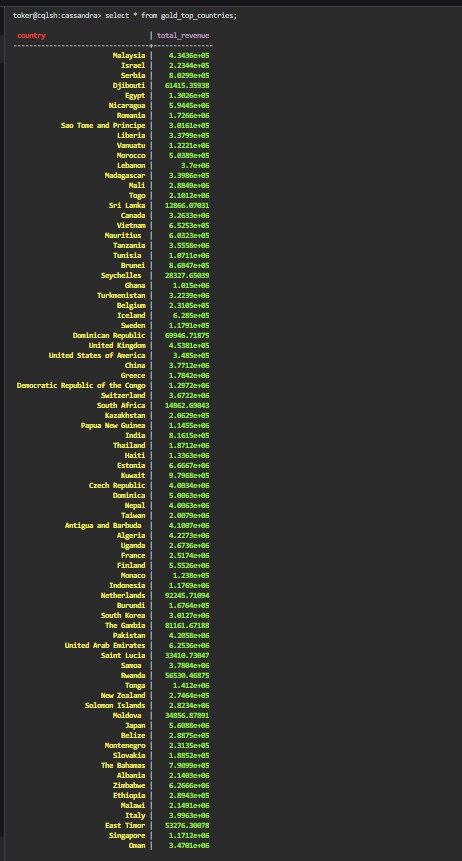 toker@cqlsh:cassandra> select * from gold_top_countries;
country | total_revenue
Malaysia | 4.3436e+05
Israel | 2.2344e+05
Serbia | 8.0299e+05
Djibouti | 61415.35938
Egypt | 1.3026e+05
Nicaragua | 5.9445e+05
Romania | 1.7266e+06
Sao Tome and Principe | 3.0161e+05
Liberia | 3.3799e+05
Vanuatu | 1.2221e+06
Morocco | 5.0389e+05
Lebanon | 3.7e+06
Madagascar | 3.3986e+05
Mali | 2.8849e+06
Togo | 2.1012e+06
Sri Lanka | 12866.07031
Canada | 3.2633e+06
Vietnam | 6.5253e+05
Mauritius | 6.0323e+05
Tanzania | 3.5558e+06
Tunisia | 1.0711e+06
Brunei | 8.6847e+05
Seychelles | 28327.65039
Ghana | 1.015e+06
Turkmenistan | 3.2239e+06
Belgium | 2.3105e+05
Iceland | 6.285e+05
Sweden | 1.1791e+05
Dominican Republic | 69946.71875
United Kingdom | 4.5381e+05
United States of America | 3.485e+05
China | 3.7712e+06
Greece | 1.7842e+06
Democratic Republic of the Congo | 1.2972e+06
Switzerland | 3.6722e+06
South Africa | 14862.69043
Kazakhstan | 2.0629e+05
Papua New Guinea | 1.1455e+06
India | 8.1615e+05
Thailand | 1.8712e+06
Haiti | 1.3363e+06
Estonia | 6.6667e+05
Kuwait | 9.7968e+05
Czech Republic | 4.0034e+06
Dominica | 5.0063e+06
Nepal | 4.0063e+06
Taiwan | 2.0079e+06
Antigua and Barbuda | 4.1007e+06
Algeria | 4.2273e+06
Uganda | 2.6736e+06
France | 2.5174e+06
Finland | 5.5526e+06
Monaco | 1.238e+05
Indonesia | 1.1769e+06
Netherlands | 92245.71094
Burundi | 1.6764e+05
South Korea | 3.0127e+06
The Gambia | 81161.67188
Pakistan | 4.2058e+06
United Arab Emirates | 6.2536e+06
Saint Lucia | 33410.73047
Samoa | 3.7804e+06
Rwanda | 56530.46875
Tonga | 1.412e+06
New Zealand | 2.7464e+05
Solomon Islands | 2.8234e+06
Moldova | 34856.87891
Japan | 5.6088e+06
Belize | 2.8875e+06
Montenegro | 2.3135e+05
Slovakia | 1.8852e+05
The Bahamas | 7.9099e+05
Albania | 2.1403e+06
Zimbabwe | 6.2666e+06
Ethiopia | 2.8943e+05
Malawi | 2.1491e+06
Italy | 3.9963e+06
East Timor | 53276.30078
Singapore | 1.1712e+06
Oman | 3.4701e+06